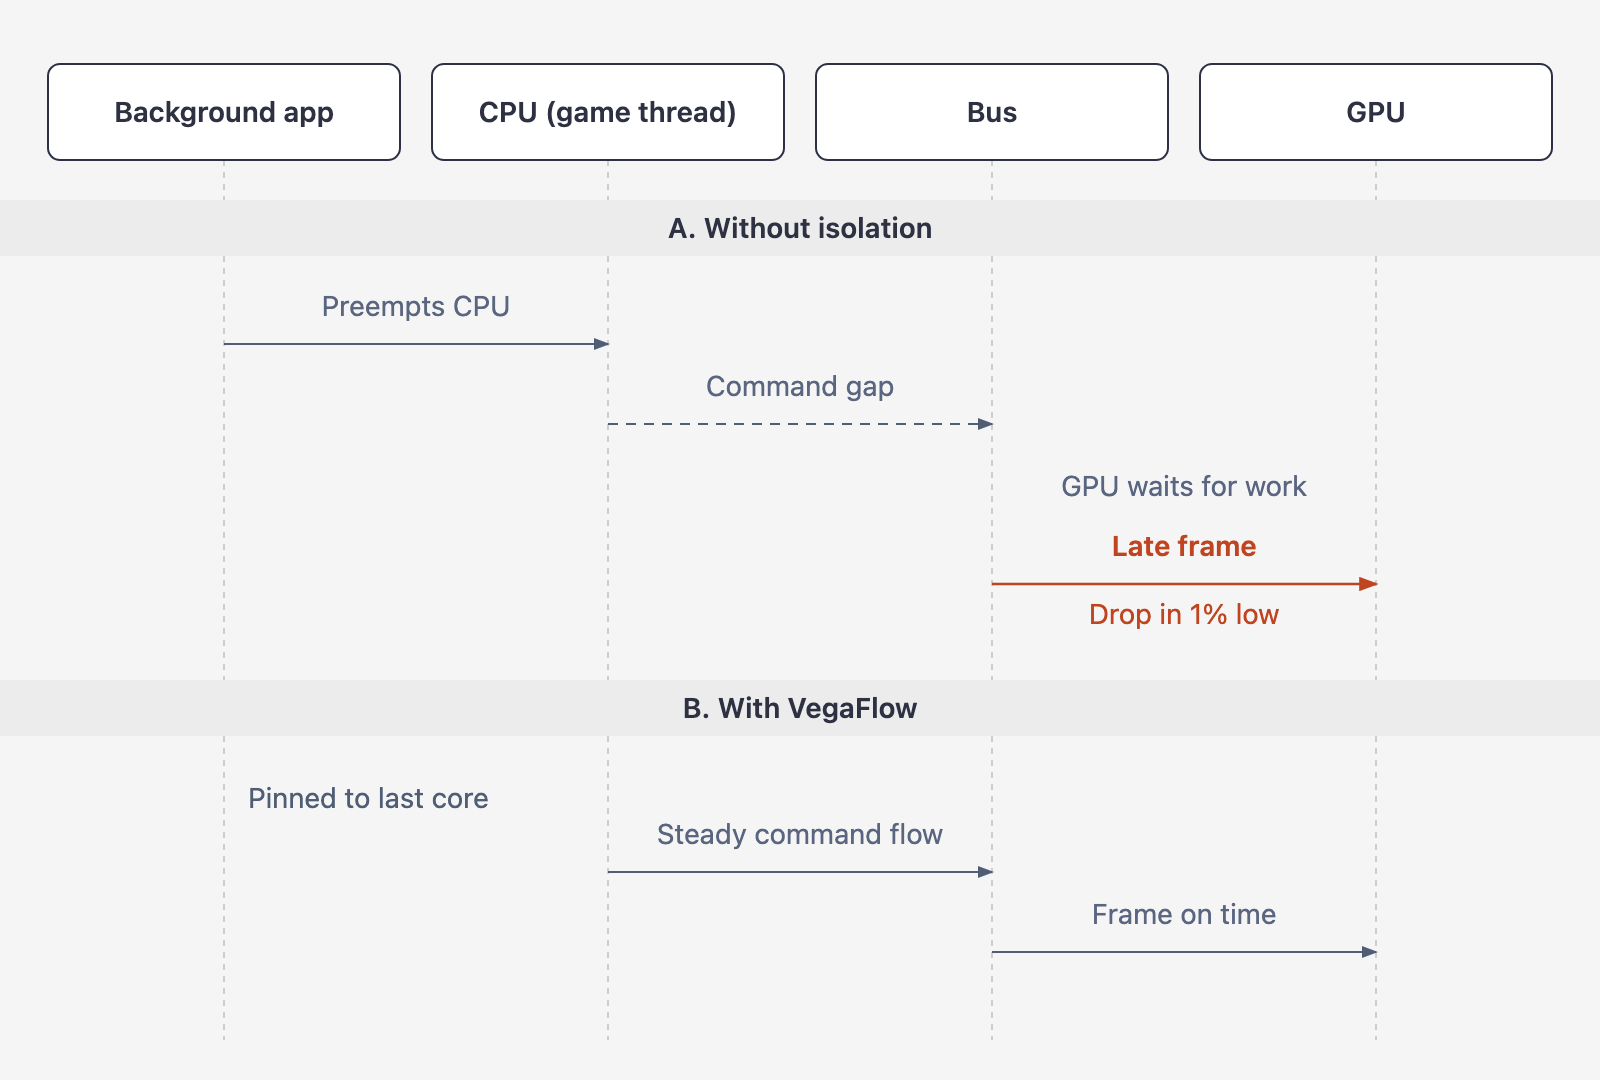 Background app
CPU (game thread)
Bus
GPU
A. Without isolation
Preempts CPU
Command gap
GPU waits for work
Late frame
Drop in 1% low
B. With VegaFlow
Pinned to last core
Steady command flow
Frame on time